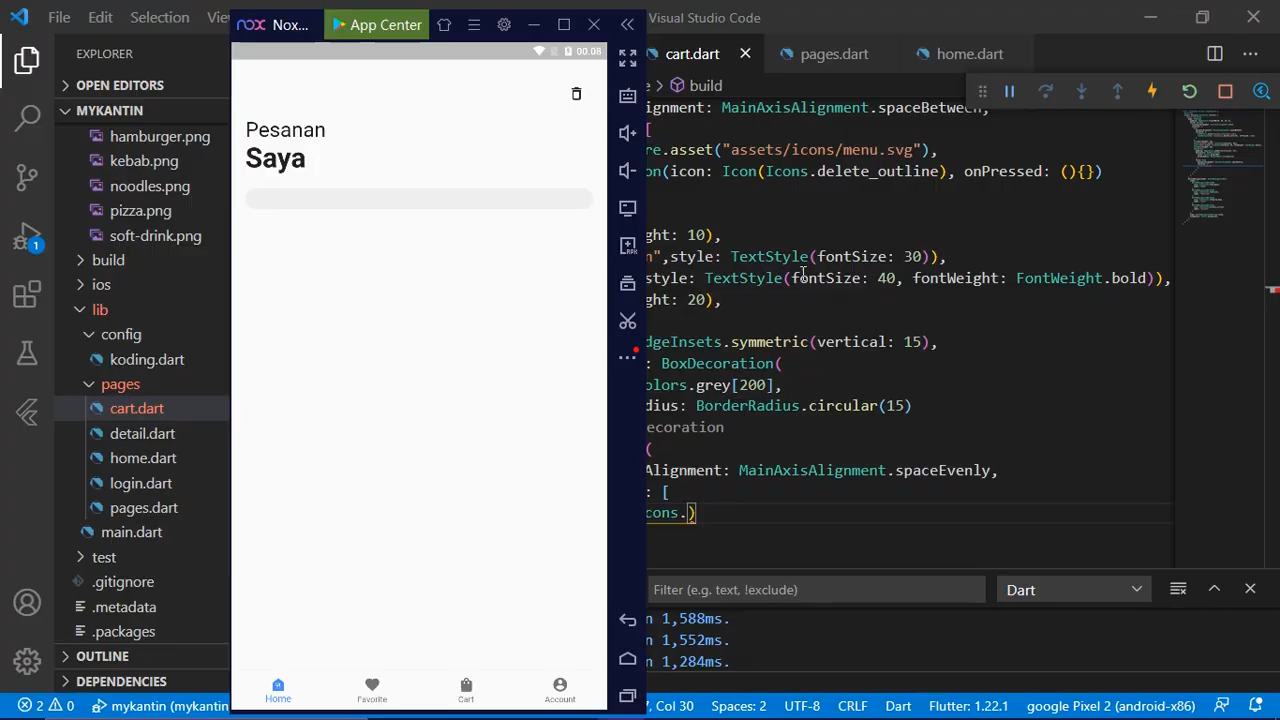 File
Edit
Selection
nox
Nox...
App Center
Visual Studio Code
EXPLORER
OPEN EDITORS
MYKANTIN
hamburger.png
kebab.png
noodles.png
pizza.png
soft-drink.png
build
ios
lib
config
koding.dart
pages
cart.dart
detail.dart
home.dart
login.dart
pages.dart
main.dart
test
.gitignore
.metadata
.packages
OUTLINE
DEPENDENCIES
1
00.08
Pesanan
Saya
Home
Favorite
Cart
Account
cart.dart
pages.dart
home.dart
build
ignment: MainAxisAlignment.spaceBetween,
[
re.asset("assets/icons/menu.svg"),
on(icon: Icon(Icons.delete_outline), onPressed: (){})
ght: 10),
n",style: TextStyle(fontSize: 30)),
style: TextStyle(fontSize: 40, fontWeight: FontWeight.bold)),
ght: 20),
dgeInsets.symmetric(vertical: 15),
: BoxDecoration(
olors.grey[200],
dius: BorderRadius.circular(15)
ecoration
(
Alignment: MainAxisAlignment.spaceEvenly,
: [
cons.)
Filter (e.g. text, !exclude)
Dart
n 1,588ms.
n 1,552ms.
n 1,284ms.
2
0
mykantin (mykantin
7, Col 30
Spaces: 2
UTF-8
CRLF
Dart
Flutter: 1.22.1
google Pixel 2 (android-x86)